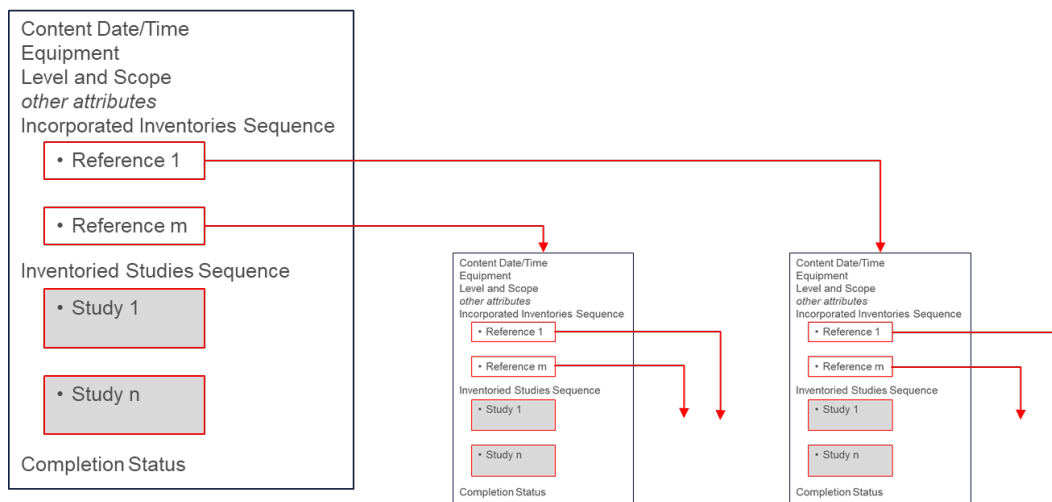 Content Date/Time
Equipment
Level and Scope
other attributes
Incorporated Inventories Sequence
• Reference 1
• Reference m
Inventoried Studies Sequence
• Study 1
• Study n
Completion Status
Content Date/Time
Equipment
Level and Scope
other attributes
Incorporated Inventories Sequence
• Reference 1
• Reference m
Inventoried Studies Sequence
• Study 1
• Study n
Completion Status
Content Date/Time
Equipment
Level and Scope
other attributes
Incorporated Inventories Sequence
• Reference 1
• Reference m
Inventoried Studies Sequence
• Study 1
• Study n
Completion Status